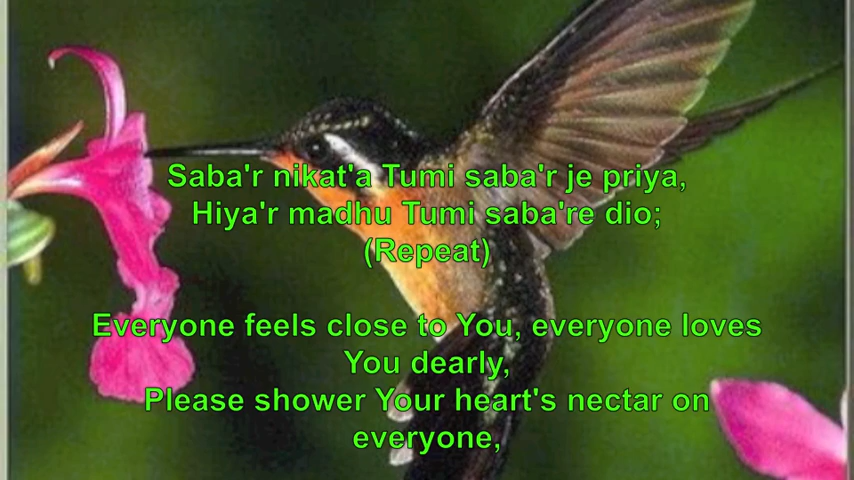 Saba'r nikat'a Tumi saba'r je priya,
Hiya'r madhu Tumi saba're dio;
(Repeat)
Everyone feels close to You, everyone loves
You dearly,
Please shower Your heart's nectar on
everyone,